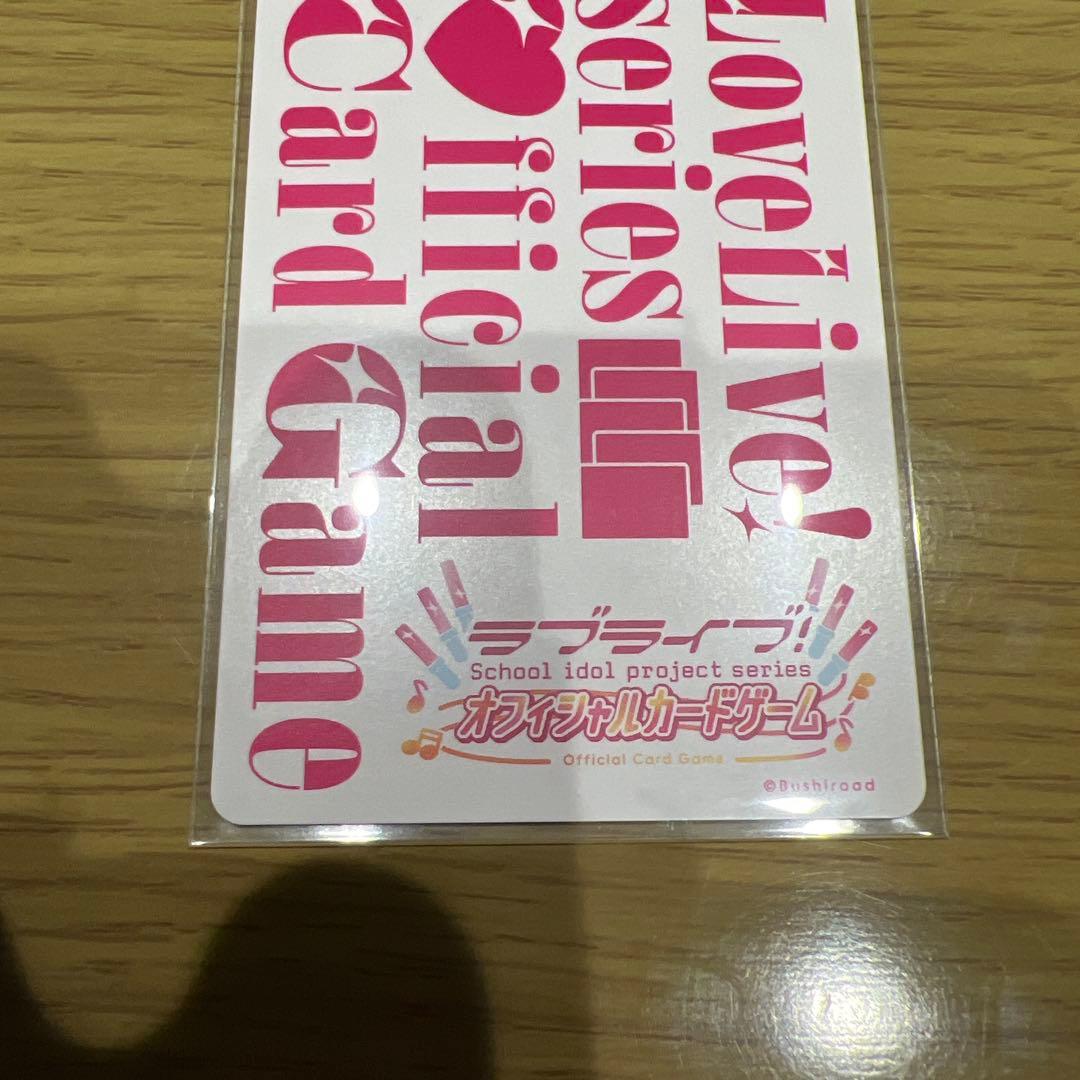 LoveLive!
series
fficial
Card Game
ラブライブ!
School idol project series
オフィシャルカードゲーム
Official Card Game
©Bushiroad